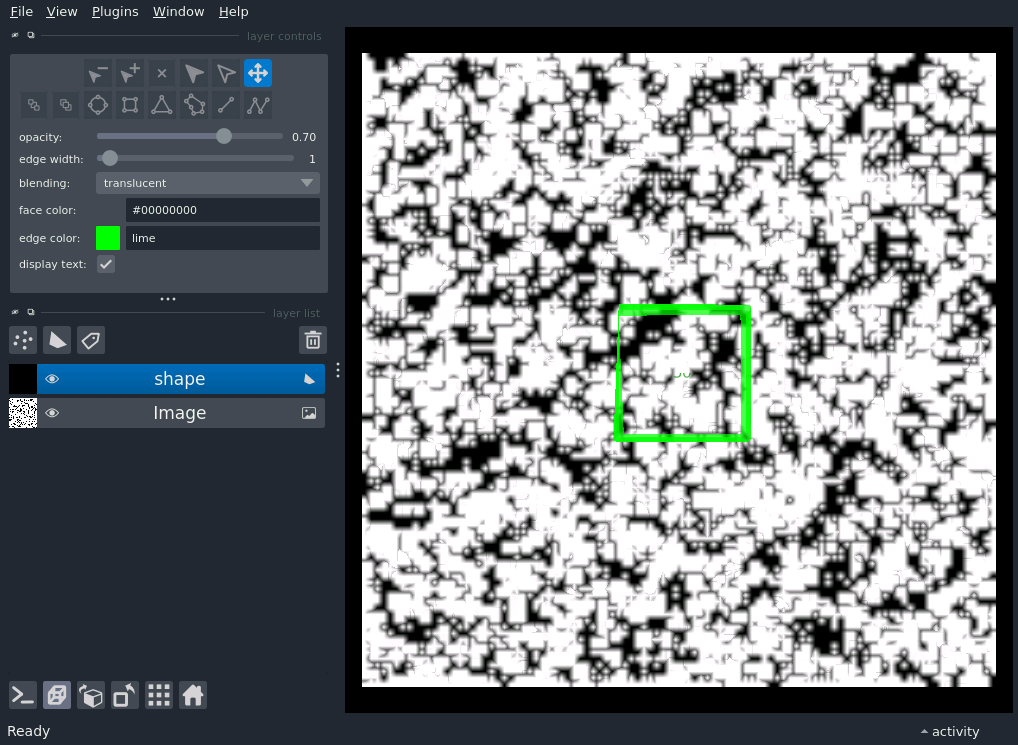 File View Plugins Window Help
layer controls
opacity: 0.70
edge width: 1
blending: translucent
face color: #00000000
edge color: lime
display text:
layer list
shape
Image
Ready
activity